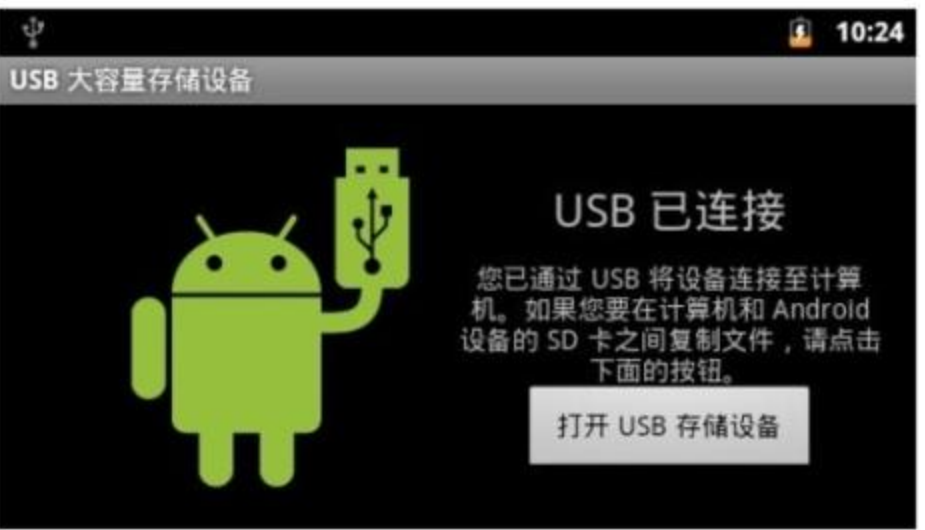 10:24
USB 大容量存储设备
USB 已连接
您已通过 USB 将设备连接至计算
机。如果您要在计算机和 Android
设备的 SD 卡之间复制文件，请点击
下面的按钮。
打开 USB 存储设备